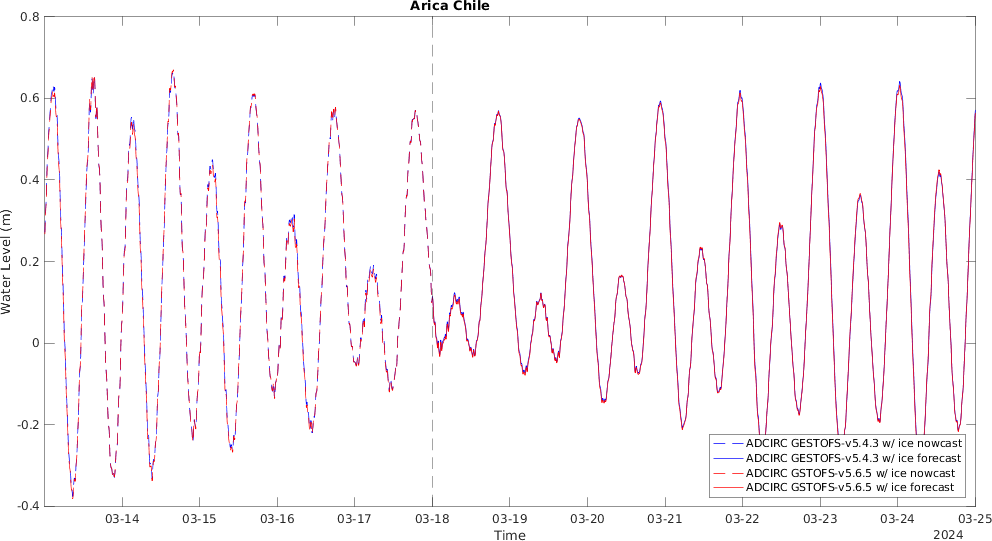 Arica Chile
0.8
0.6
0.4
0.2
0
-0.2
-0.4
Water Level (m)
ADCIRC GESTOFS-v5.4.3 w/ ice nowcast
ADCIRC GESTOFS-v5.4.3 w/ ice forecast
ADCIRC GSTOFS-v5.6.5 w/ ice nowcast
ADCIRC GSTOFS-v5.6.5 w/ ice forecast
03-14 03-15 03-16 03-17 03-18 03-19 03-20 03-21 03-22 03-23 03-24 03-25
Time
2024